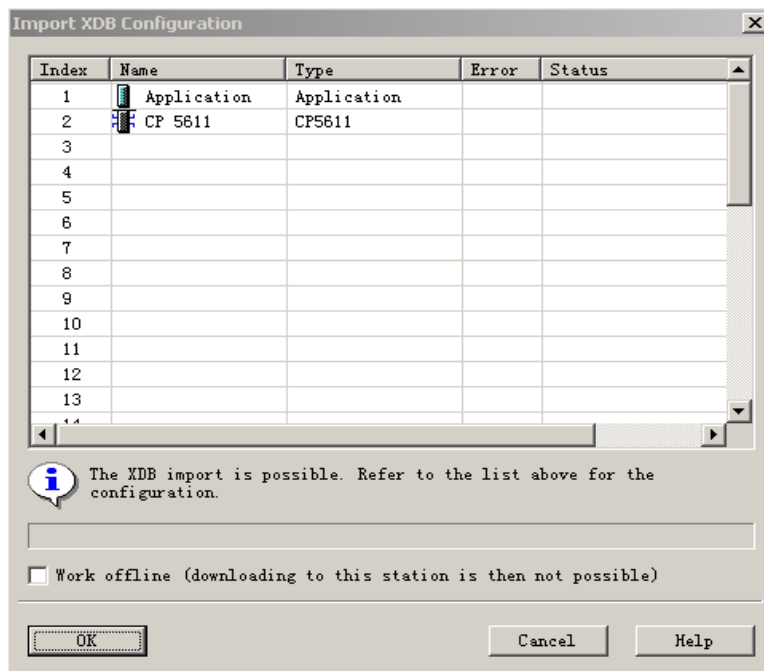 Import XDB Configuration
Index Name Type Error Status
1 Application Application
2 CP 5611 CP5611
3
4
5
6
7
8
9
10
11
12
13
14
The XDB import is possible. Refer to the list above for the
configuration.
Work offline (downloading to this station is then not possible)
OK Cancel Help